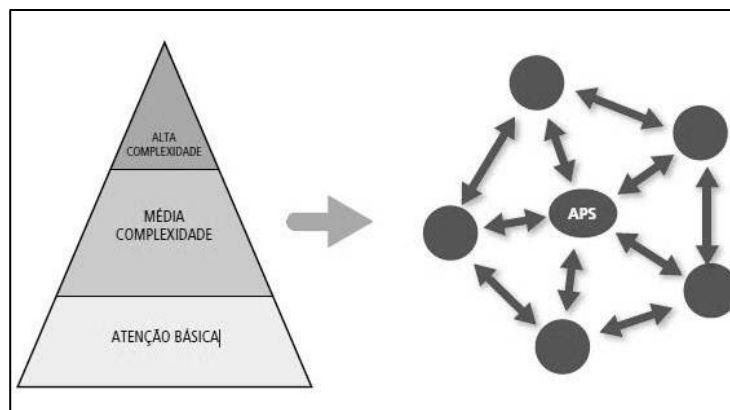 ALTA
COMPLEXIDADE
MÉDIA
COMPLEXIDADE
ATENÇÃO BÁSICA
APS